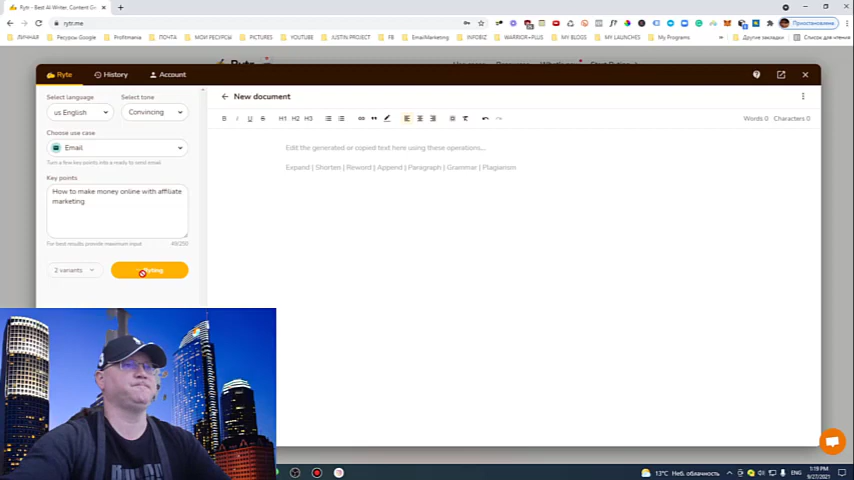 Rytr - Best AI Writer, Content G
rytr.me
Приостановлена
ЛИЧНАЯ
Ресурсы Google
Profitmania
ПОЧТА
МОИ РЕСУРСЫ
PICTURES
YOUTUBE
JUSTIN PROJECT
FB
EmailMarketing
INFOBIZ
WARRIOR+PLUS
MY BLOGS
MY LAUNCHES
My Programs
»
Другие закладки
Список для чтения
Ryte
History
Account
Select language
us English
Select tone
Convincing
Choose use case
Email
Turn a few key points into a ready to send email
Key points
How to make money online with affiliate
marketing
For best results provide maximum input
2 variants
New document
B I U S H1 H2 H3
Words 0 Characters 0
Edit the generated or copied text here using these operations...
Expand | Shorten | Reword | Append | Paragraph | Grammar | Plagiarism
13°C Неб. облачность
ENG
1:19 PM
9/27/2021